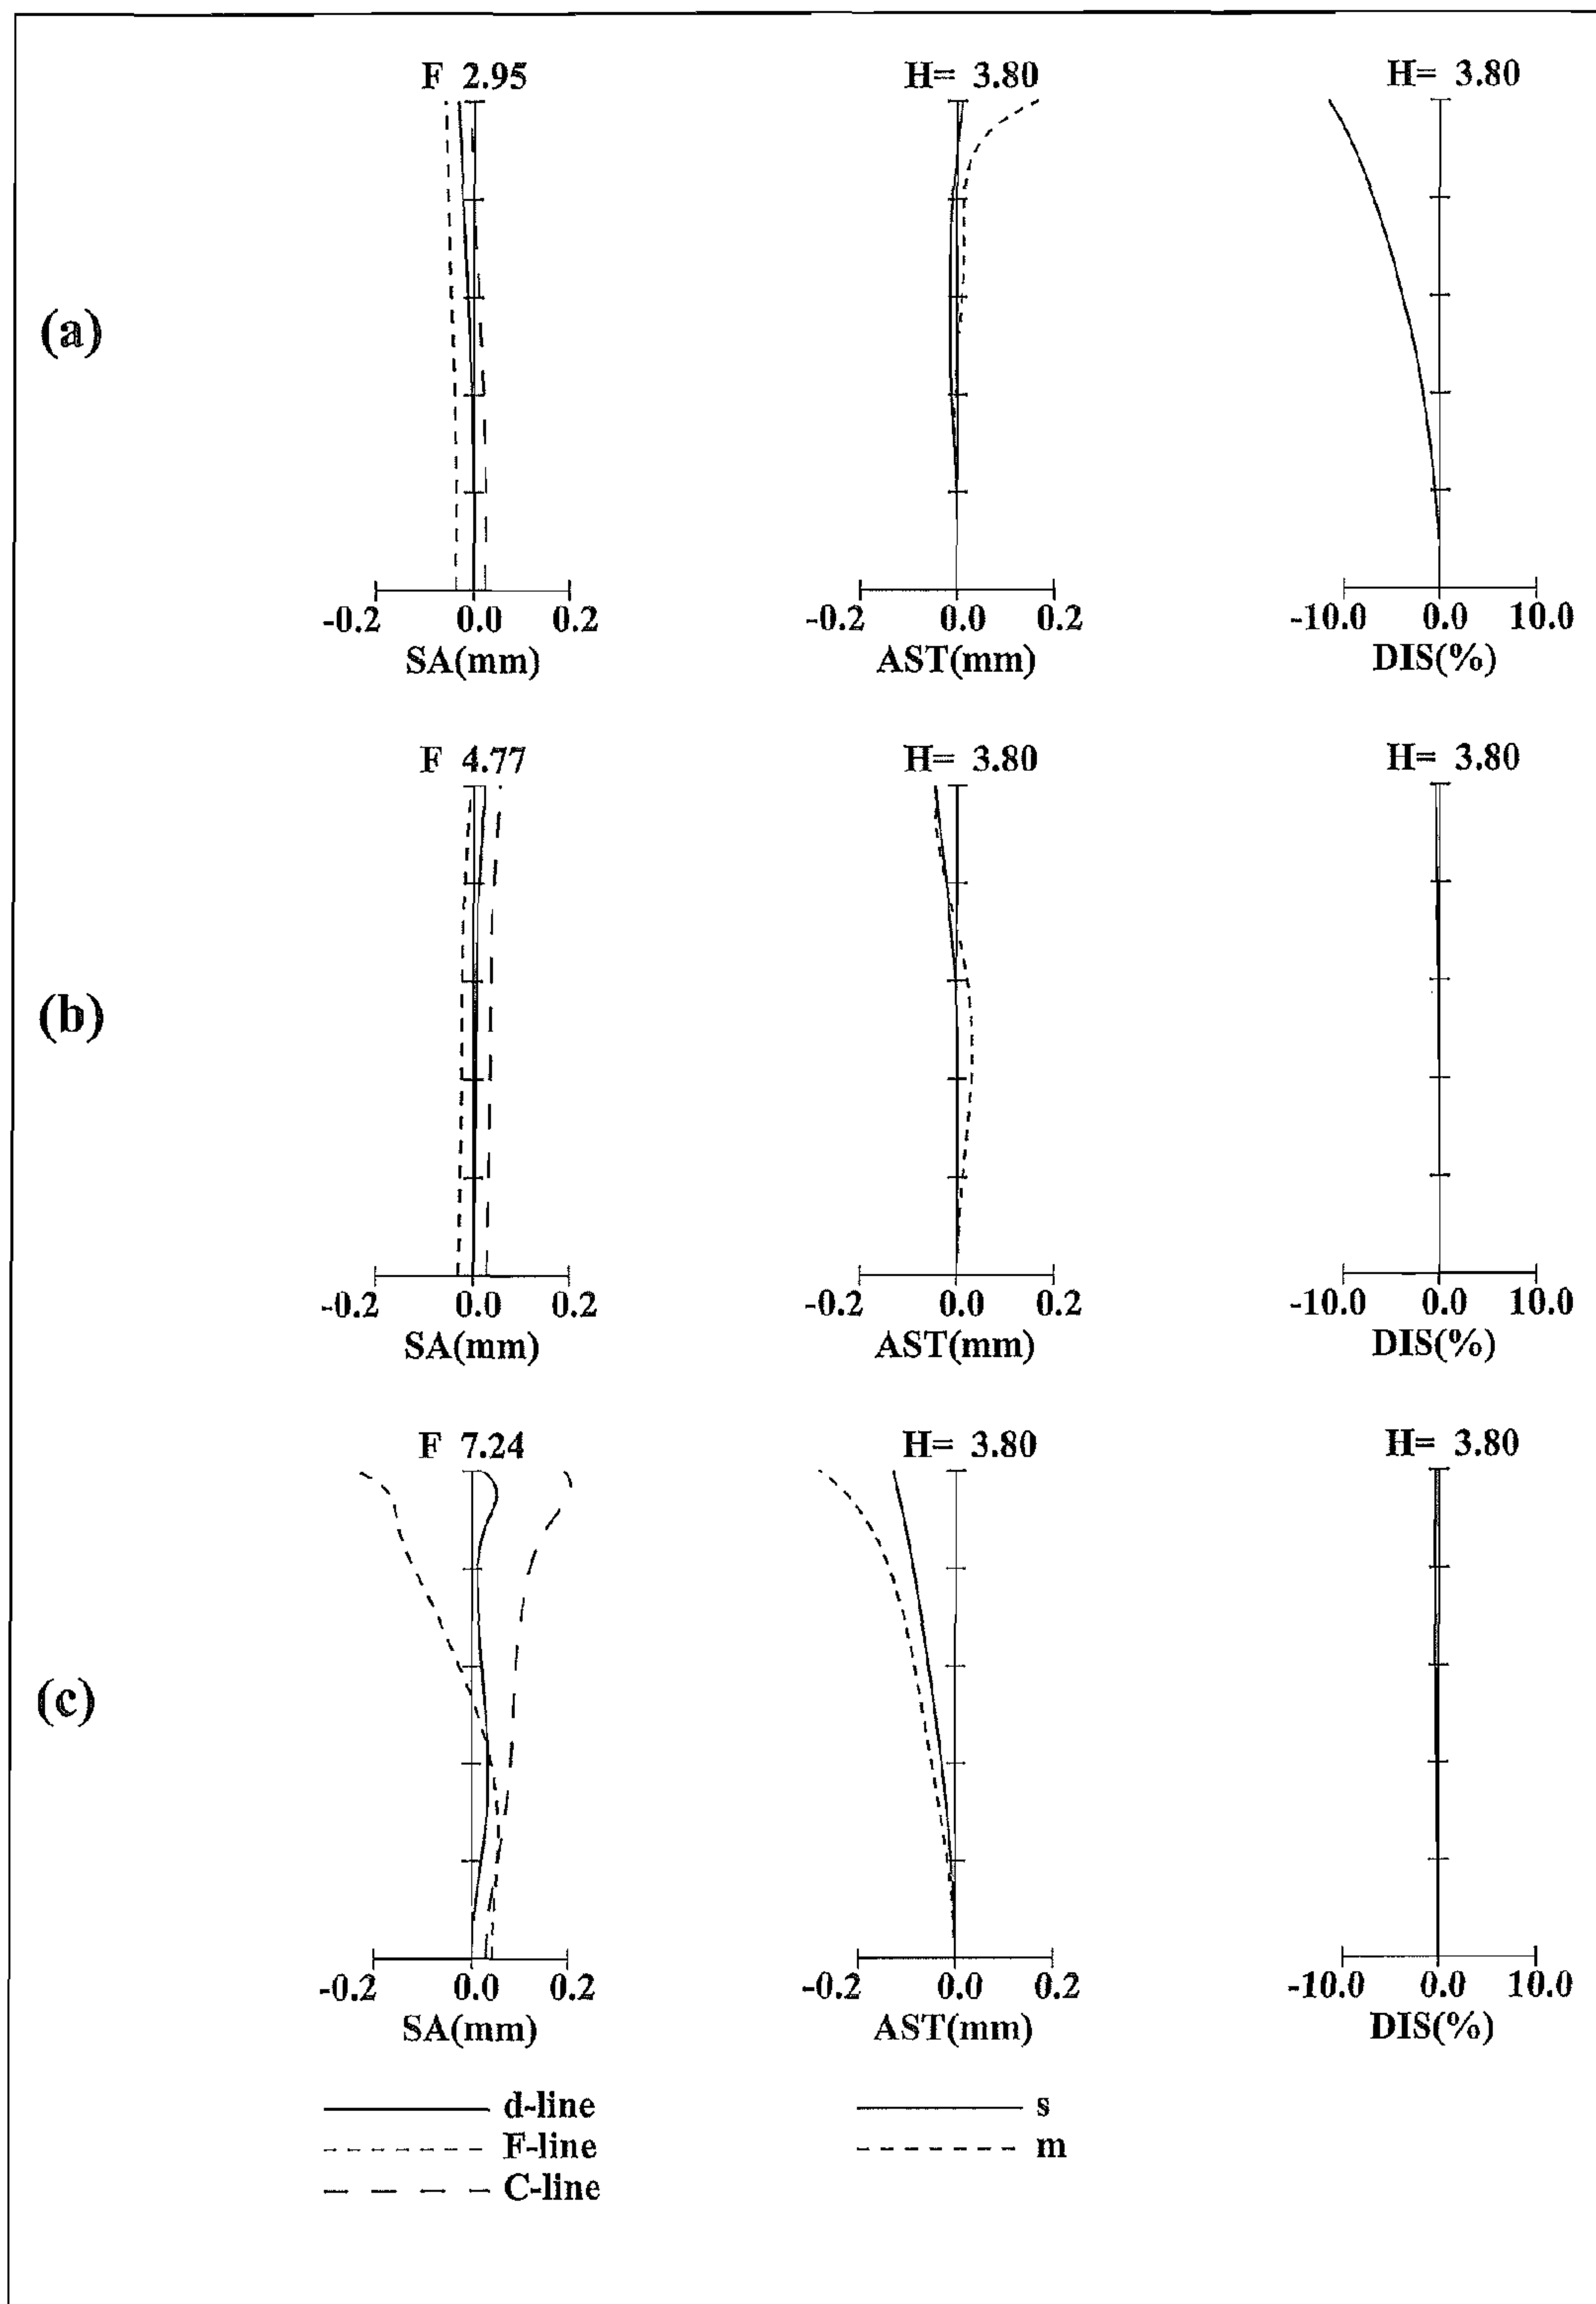 F 2.95
H= 3.80
H= 3.80
(a)
-0.2 0.0 0.2
SA(mm)
-0.2 0.0 0.2
AST(mm)
-10.0 0.0 10.0
DIS(%)
F 4.77
H= 3.80
H= 3.80
(b)
-0.2 0.0 0.2
SA(mm)
-0.2 0.0 0.2
AST(mm)
-10.0 0.0 10.0
DIS(%)
F 7.24
H= 3.80
H= 3.80
(c)
-0.2 0.0 0.2
SA(mm)
-0.2 0.0 0.2
AST(mm)
-10.0 0.0 10.0
DIS(%)
d-line
F-line
C-line
s
m